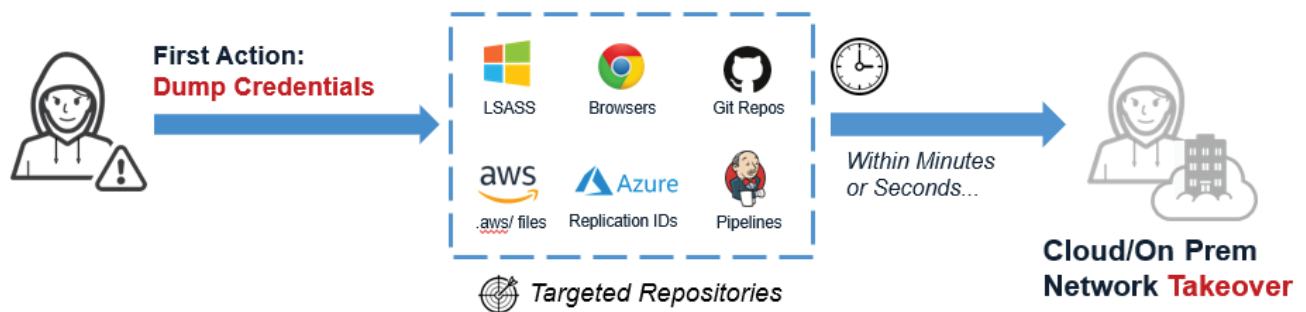 First Action:
Dump Credentials
LSASS
Browsers
Git Repos
aws
.aws/ files
Azure
Replication IDs
Pipelines
Targeted Repositories
Within Minutes
or Seconds...
Cloud/On Prem
Network Takeover